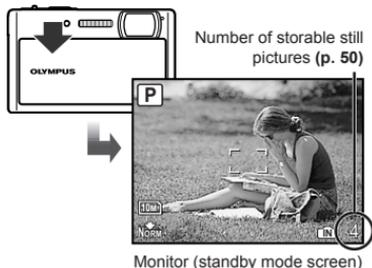 Number of storable still
pictures (p. 50)
OLYMPUS
P
10M
NORM
IN 4
Monitor (standby mode screen)